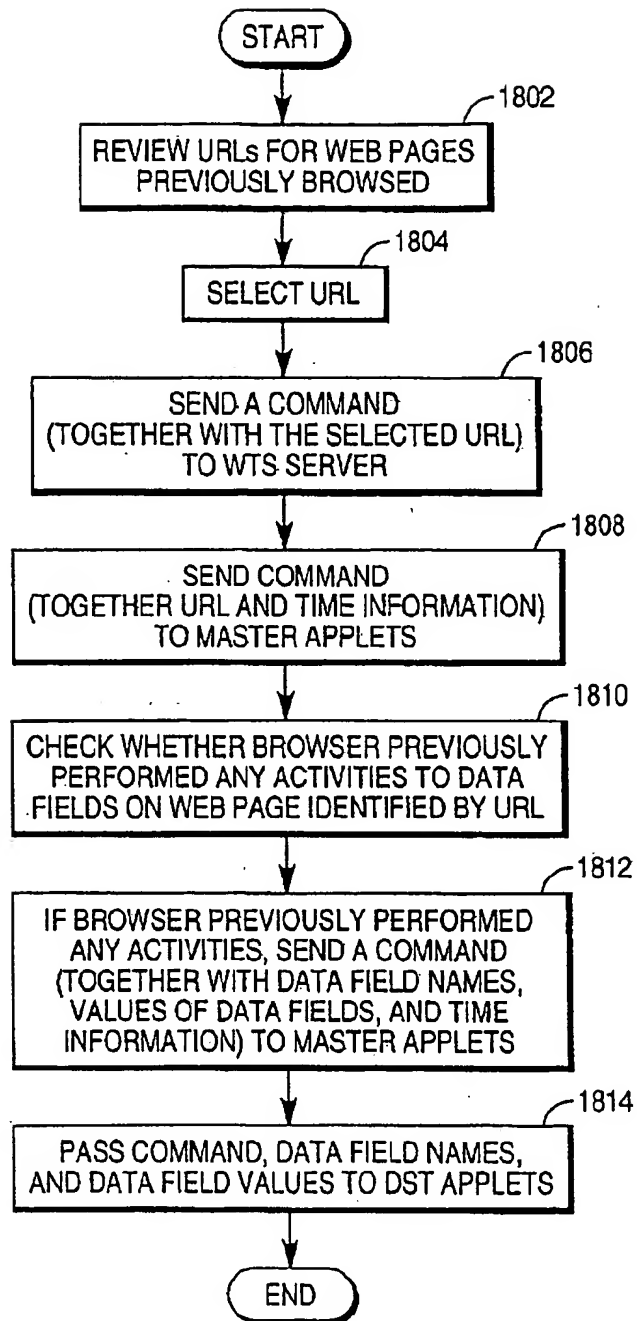 START
1802
REVIEW URLs FOR WEB PAGES
PREVIOUSLY BROWSED
1804
SELECT URL
1806
SEND A COMMAND
(TOGETHER WITH THE SELECTED URL)
TO WTS SERVER
1808
SEND COMMAND
(TOGETHER URL AND TIME INFORMATION)
TO MASTER APPLETS
1810
CHECK WHETHER BROWSER PREVIOUSLY
PERFORMED ANY ACTIVITIES TO DATA
FIELDS ON WEB PAGE IDENTIFIED BY URL
1812
IF BROWSER PREVIOUSLY PERFORMED
ANY ACTIVITIES, SEND A COMMAND
(TOGETHER WITH DATA FIELD NAMES,
VALUES OF DATA FIELDS, AND TIME
INFORMATION) TO MASTER APPLETS
1814
PASS COMMAND, DATA FIELD NAMES,
AND DATA FIELD VALUES TO DST APPLETS
END